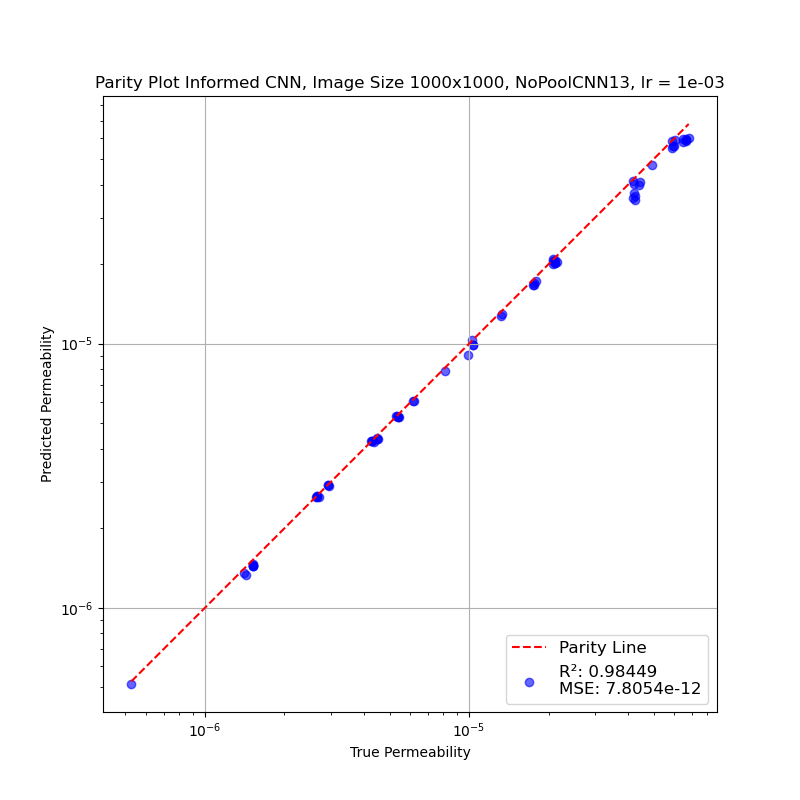 Parity Plot Informed CNN, Image Size 1000x1000, NoPoolCNN13, lr = 1e-03
Predicted Permeability
10⁻⁵
10⁻⁶
10⁻⁶
10⁻⁵
True Permeability
Parity Line
R²: 0.98449
MSE: 7.8054e-12